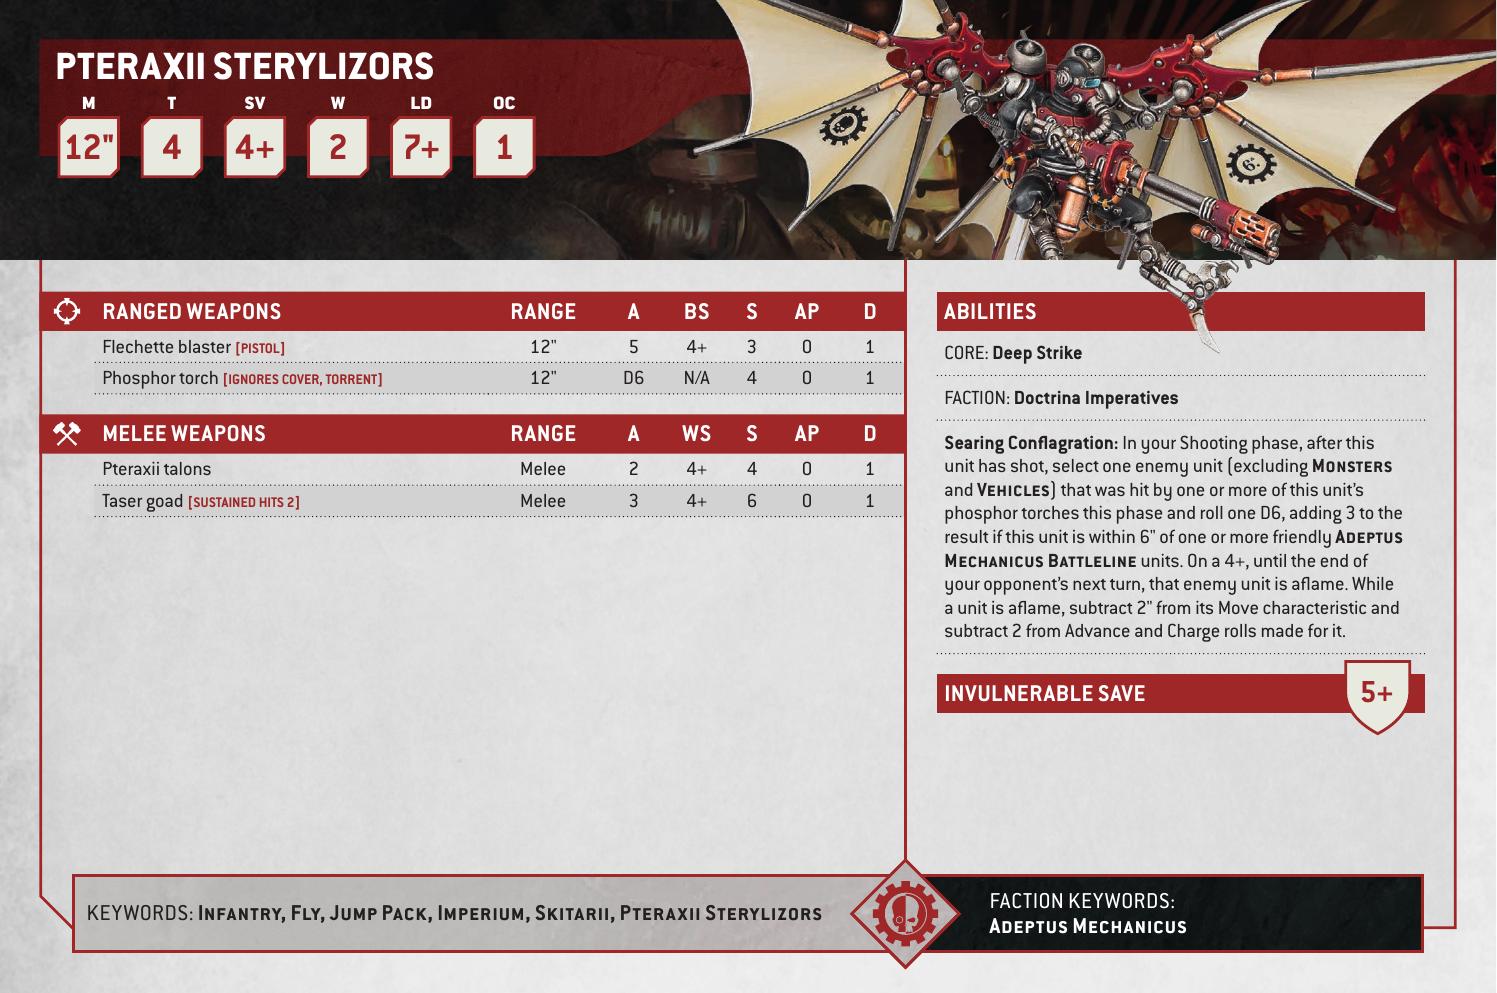 PTERAXII STERYLIZORS
M T SV W LD OC
12" 4 4+ 2 7+ 1
RANGED WEAPONS RANGE A BS S AP D
Flechette blaster [PISTOL] 12" 5 4+ 3 0 1
Phosphor torch [IGNORES COVER, TORRENT] 12" D6 N/A 4 0 1
MELEE WEAPONS RANGE A WS S AP D
Pteraxii talons Melee 2 4+ 4 0 1
Taser goad [SUSTAINED HITS 2] Melee 3 4+ 6 0 1
ABILITIES
CORE: Deep Strike
FACTION: Doctrina Imperatives
Searing Conflagration: In your Shooting phase, after this
unit has shot, select one enemy unit (excluding MONSTERS
and VEHICLES) that was hit by one or more of this unit's
phosphor torches this phase and roll one D6, adding 3 to the
result if this unit is within 6" of one or more friendly ADEPTUS
MECHANICUS BATTLELINE units. On a 4+, until the end of
your opponent's next turn, that enemy unit is aflame. While
a unit is aflame, subtract 2" from its Move characteristic and
subtract 2 from Advance and Charge rolls made for it.
INVULNERABLE SAVE 5+
KEYWORDS: INFANTRY, FLY, JUMP PACK, IMPERIUM, SKITARII, PTERAXII STERYLIZORS
FACTION KEYWORDS:
ADEPTUS MECHANICUS